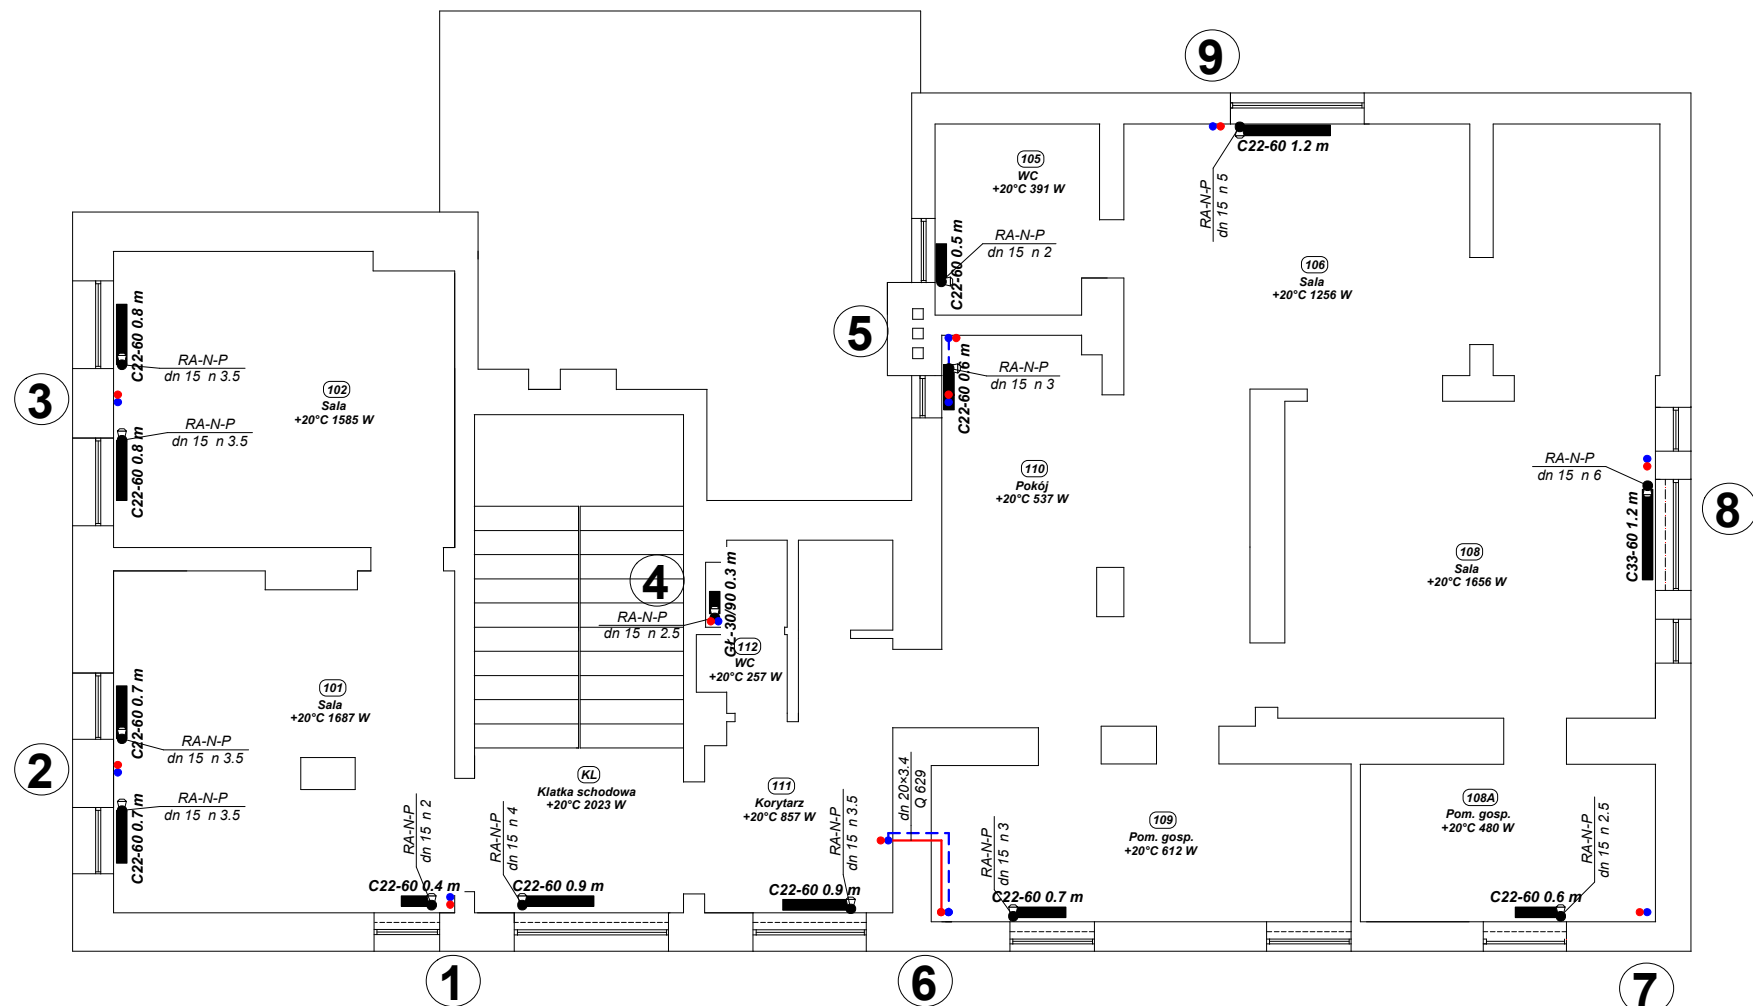 9
105
WC
+20°C 391 W
C22-60 1.2 m
RA-N-P
dn 15 n 5
RA-N-P
dn 15 n 2
C22-60 0.5 m
106
Sala
+20°C 1256 W
C22-60 0.8 m
RA-N-P
dn 15 n 3.5
3
102
Sala
+20°C 1585 W
RA-N-P
dn 15 n 3.5
C22-60 0.8 m
5
RA-N-P
dn 15 n 3
C22-60 0.6 m
110
Pokój
+20°C 537 W
RA-N-P
dn 15 n 6
8
C33-60 1.2 m
108
Sala
+20°C 1656 W
4
GŁ-30/90 0.3 m
RA-N-P
dn 15 n 2.5
112
WC
+20°C 257 W
101
Sala
+20°C 1687 W
C22-60 0.7 m
RA-N-P
dn 15 n 3.5
2
RA-N-P
dn 15 n 3.5
C22-60 0.7 m
KL
Klatka schodowa
+20°C 2023 W
111
Korytarz
+20°C 857 W
dn 20×3.4
Q 629
109
Pom. gosp.
+20°C 612 W
108A
Pom. gosp.
+20°C 480 W
RA-N-P
dn 15 n 2
RA-N-P
dn 15 n 4
RA-N-P
dn 15 n 3.5
RA-N-P
dn 15 n 3
RA-N-P
dn 15 n 2.5
C22-60 0.4 m
C22-60 0.9 m
C22-60 0.9 m
C22-60 0.7 m
C22-60 0.6 m
1
6
7